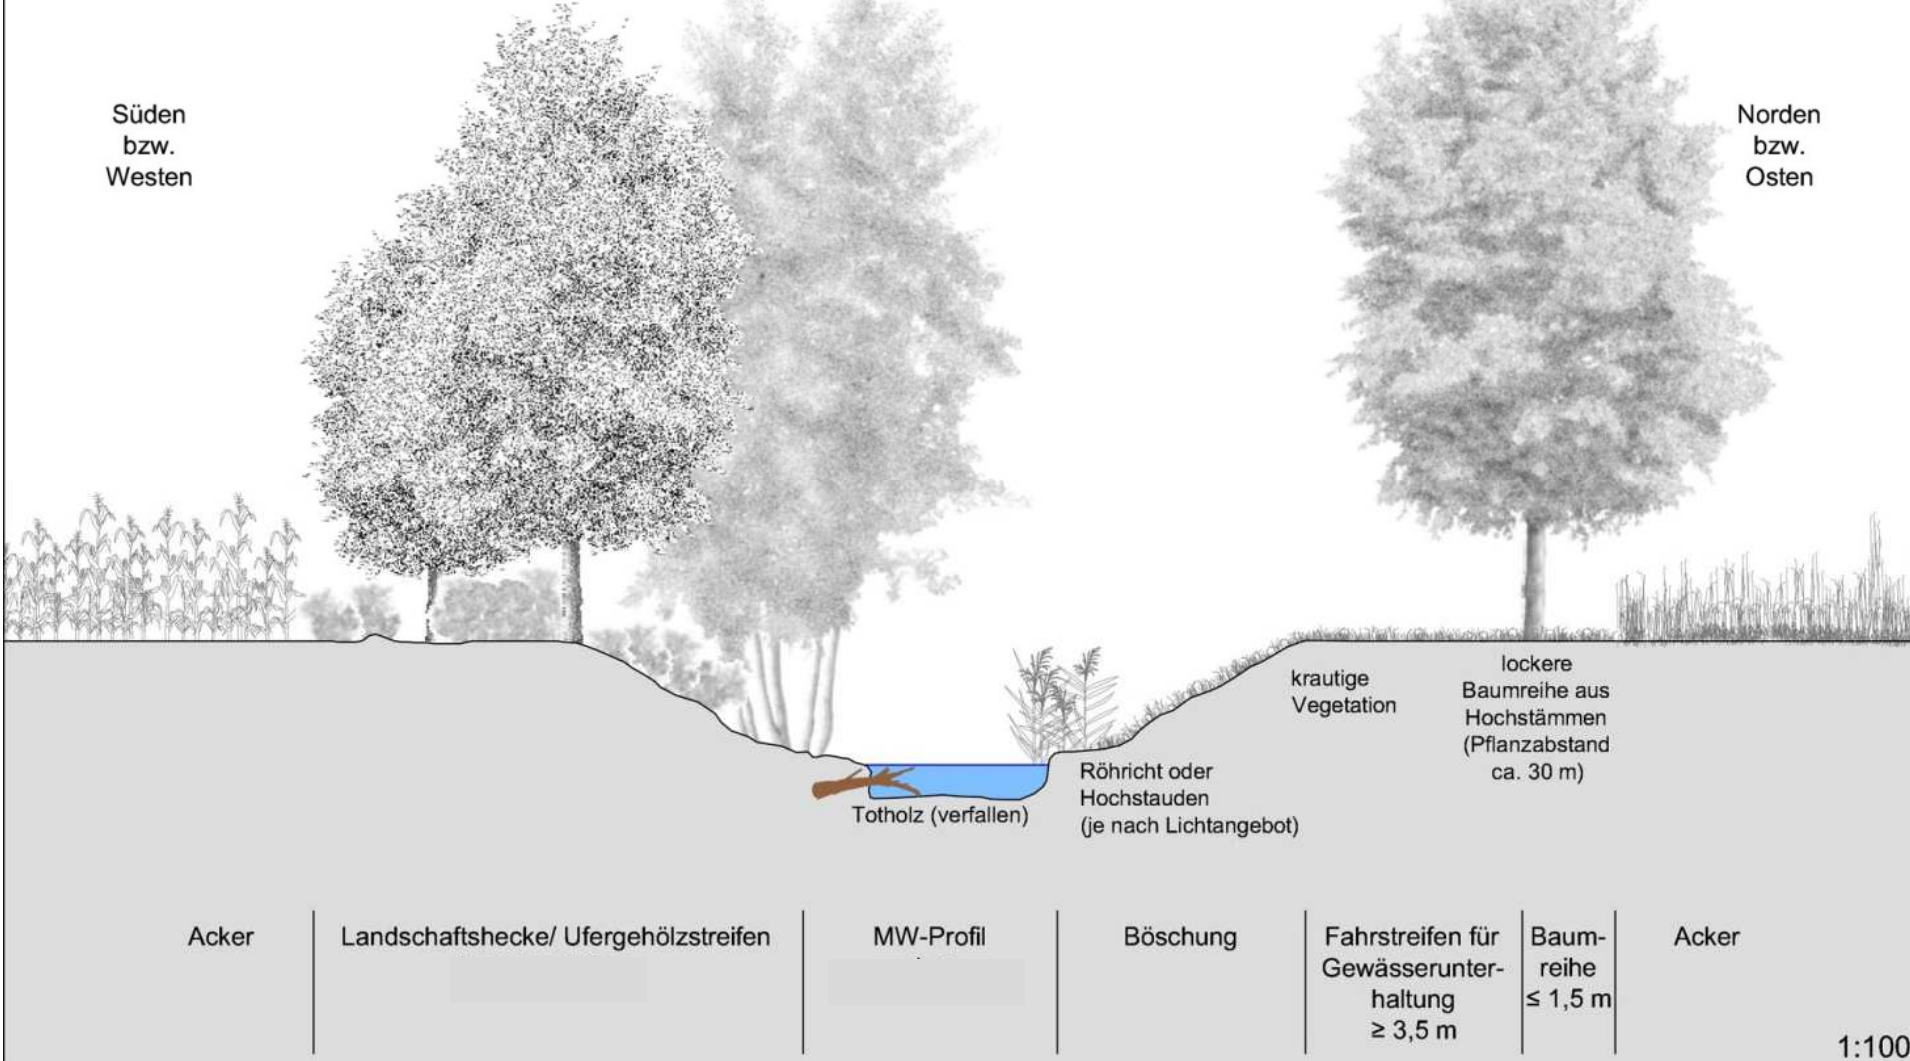 Süden
bzw.
Westen
Norden
bzw.
Osten
krautige
Vegetation
lockere
Baumreihe aus
Hochstämmen
(Pflanzabstand
ca. 30 m)
Röhricht oder
Hochstauden
(je nach Lichtangebot)
Totholz (verfallen)
Acker
Landschaftshecke/ Ufergehölzstreifen
MW-Profil
Böschung
Fahrstreifen für
Gewässerunter-
haltung
≥ 3,5 m
Baum-
reihe
≤ 1,5 m
Acker
1:100